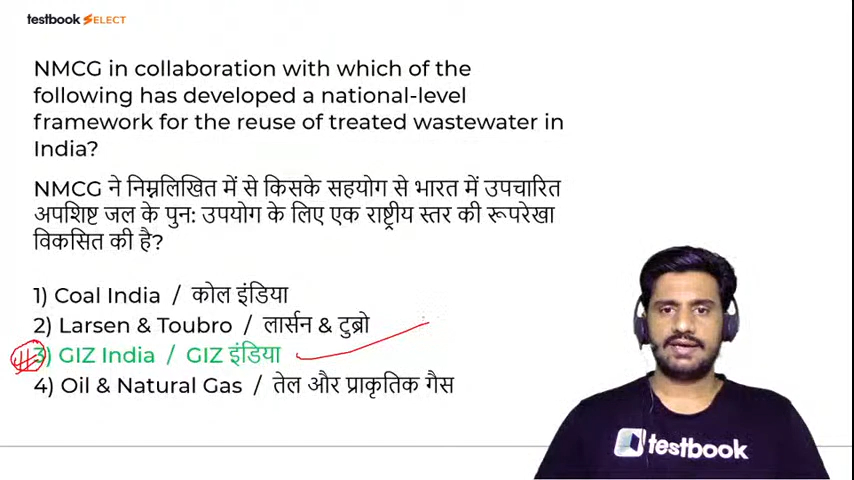 testbook SELECT
NMCG in collaboration with which of the
following has developed a national-level
framework for the reuse of treated wastewater in
India?
NMCG ने निम्नलिखित में से किसके सहयोग से भारत में उपचारित
अपशिष्ट जल के पुन: उपयोग के लिए एक राष्ट्रीय स्तर की रूपरेखा
विकसित की है?
1) Coal India / कोल इंडिया
2) Larsen & Toubro / लार्सन & टुब्रो
3) GIZ India / GIZ इंडिया
4) Oil & Natural Gas / तेल और प्राकृतिक गैस
testbook